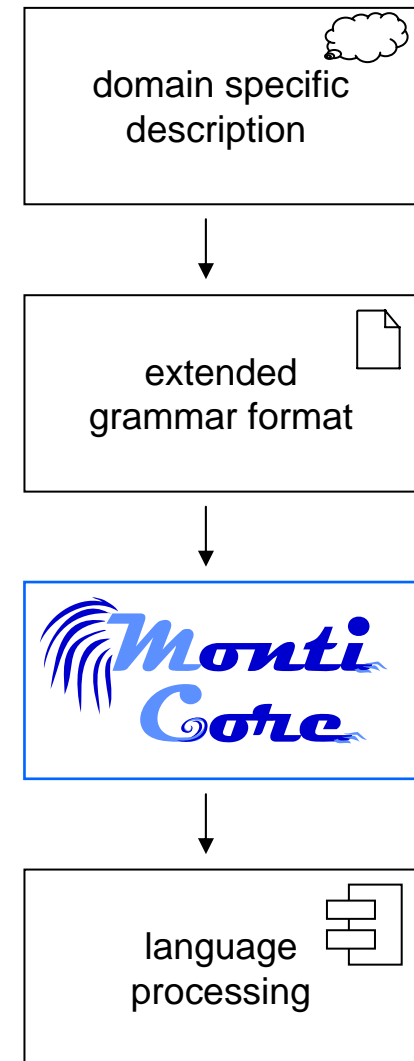 domain specific
description
extended
grammar format
Monti
Core
language
processing